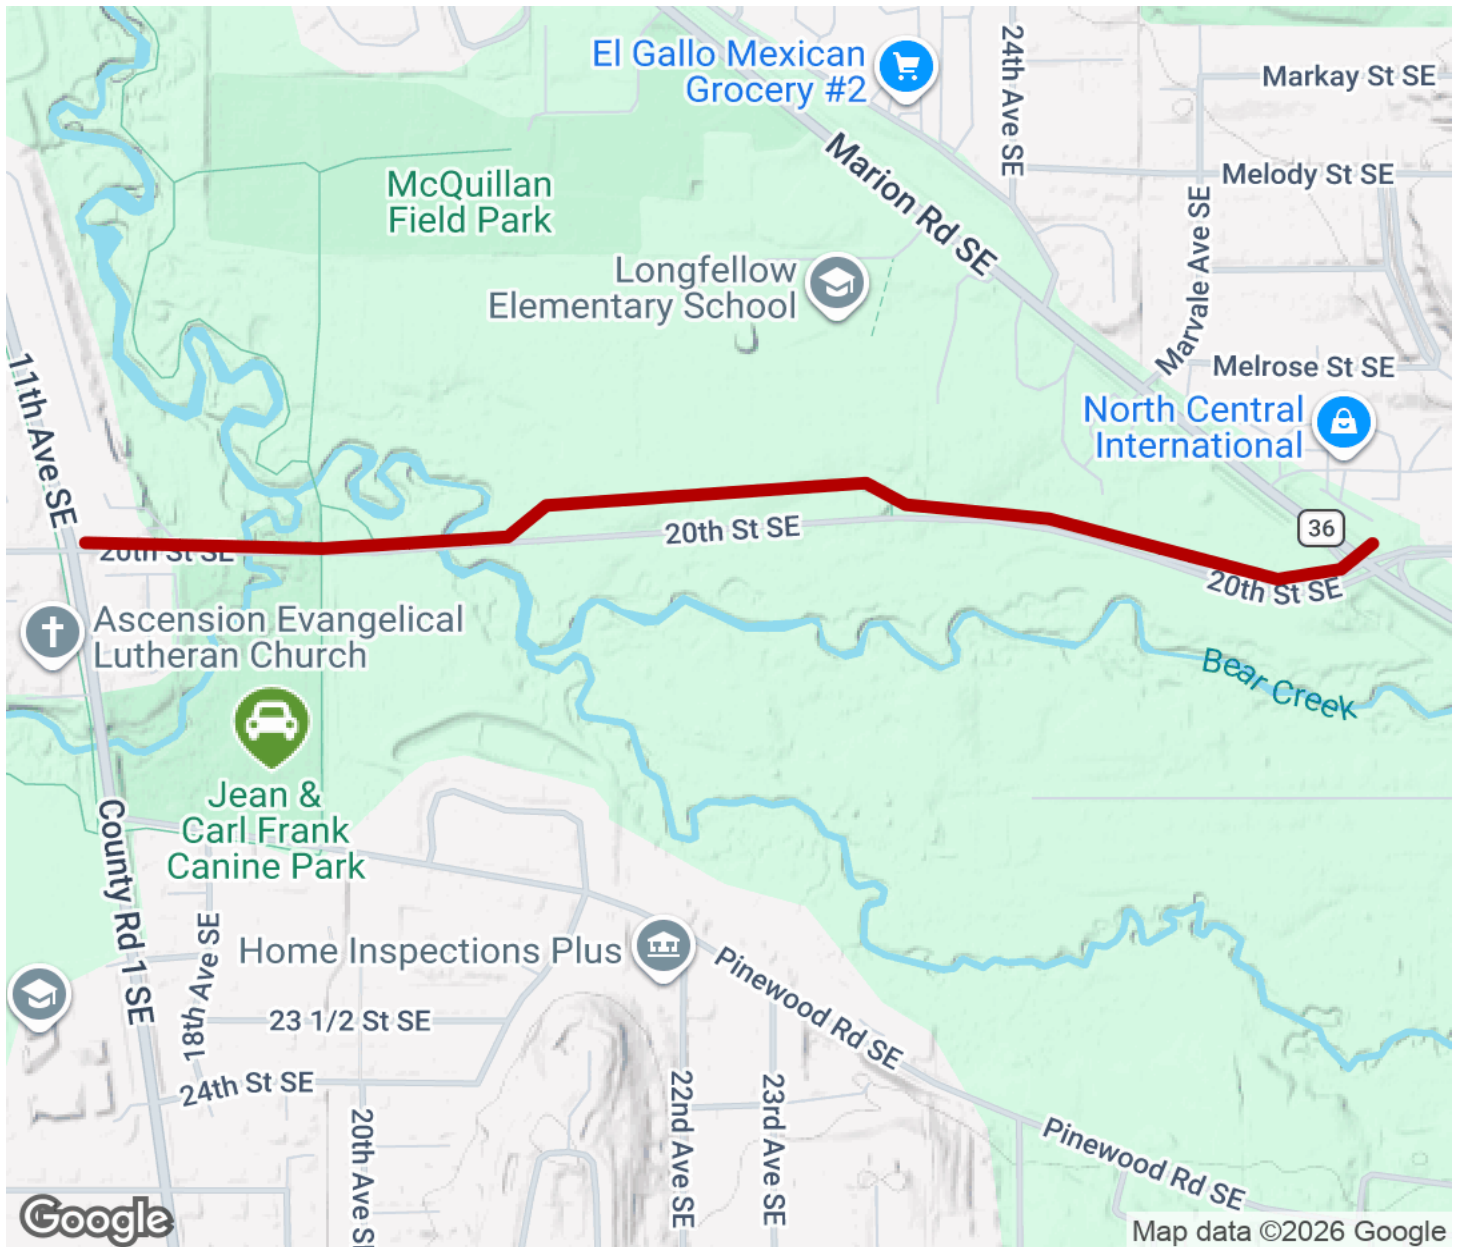 El Gallo Mexican
Grocery #2
24th Ave SE
Markay St SE
Marion Rd SE
Melody St SE
McQuillan
Field Park
Marvale Ave SE
Longfellow
Elementary School
11th Ave SE
Melrose St SE
North Central
International
20th St SE
36
20th St SE
20th St SE
Ascension Evangelical
Lutheran Church
Bear Creek
Jean &
Carl Frank
Canine Park
County Rd 1 SE
18th Ave SE
Home Inspections Plus
Pinewood Rd SE
23 1/2 St SE
24th St SE
20th Ave SE
22nd Ave SE
23rd Ave SE
Pinewood Rd SE
Google
Map data ©2026 Google